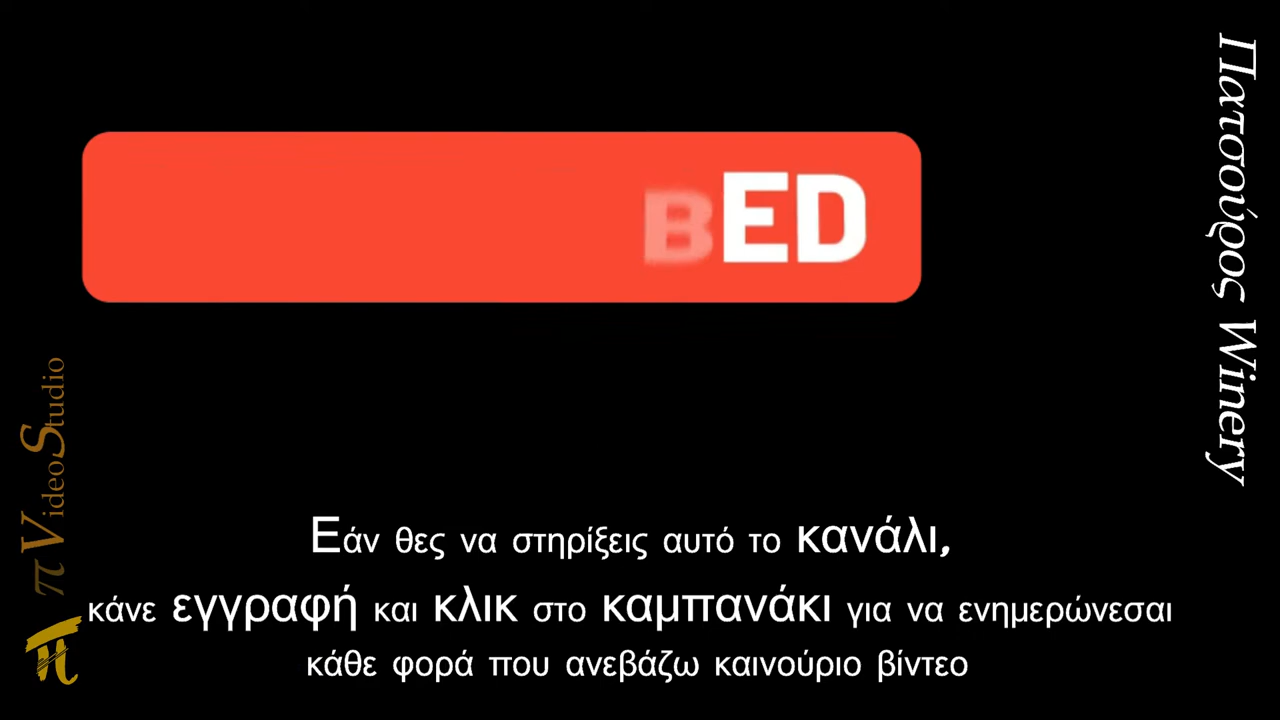 BED
Πατσούρος Winery
π VideoStudio
π
Εάν θες να στηρίξεις αυτό το κανάλι,
κάνε εγγραφή και κλικ στο καμπανάκι για να ενημερώνεσαι
κάθε φορά που ανεβάζω καινούριο βίντεο